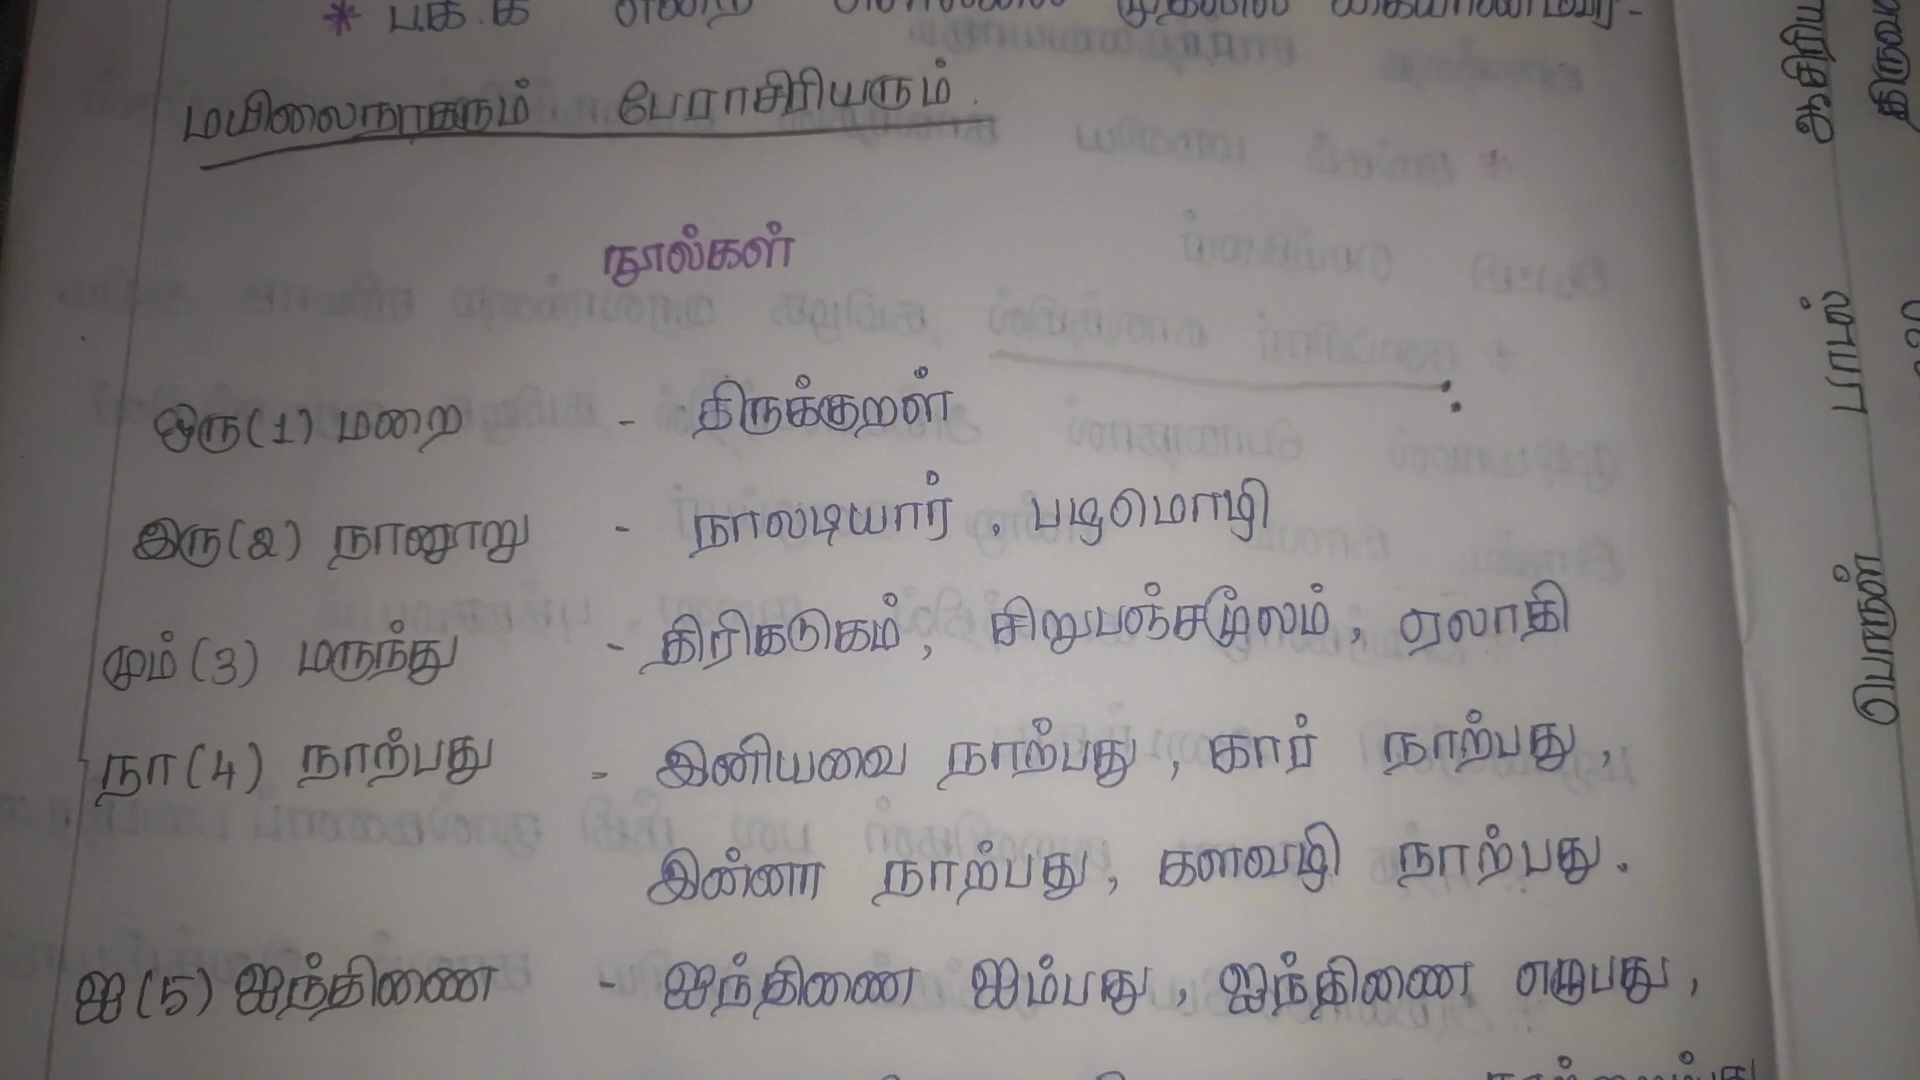 * ப.கீ.க என்ற
மயிலைநாதரும் பேராசிரியரும்.
நூல்கள்
ஒரு(1) மறை - திருக்குறள்
இரு(2) நானூறு - நாலடியார், பழமொழி
மும்(3) மருந்து - திரிகடுகம், சிறுபஞ்சமூலம், ஏலாதி
நா(4) நாற்பது - இனியவை நாற்பது, கார் நாற்பது,
இன்னா நாற்பது, களவழி நாற்பது.
ஐ(5) ஐந்திணை - ஐந்திணை ஐம்பது, ஐந்திணை எழுபது,
ஆசிரிய
பால்
பொருள்